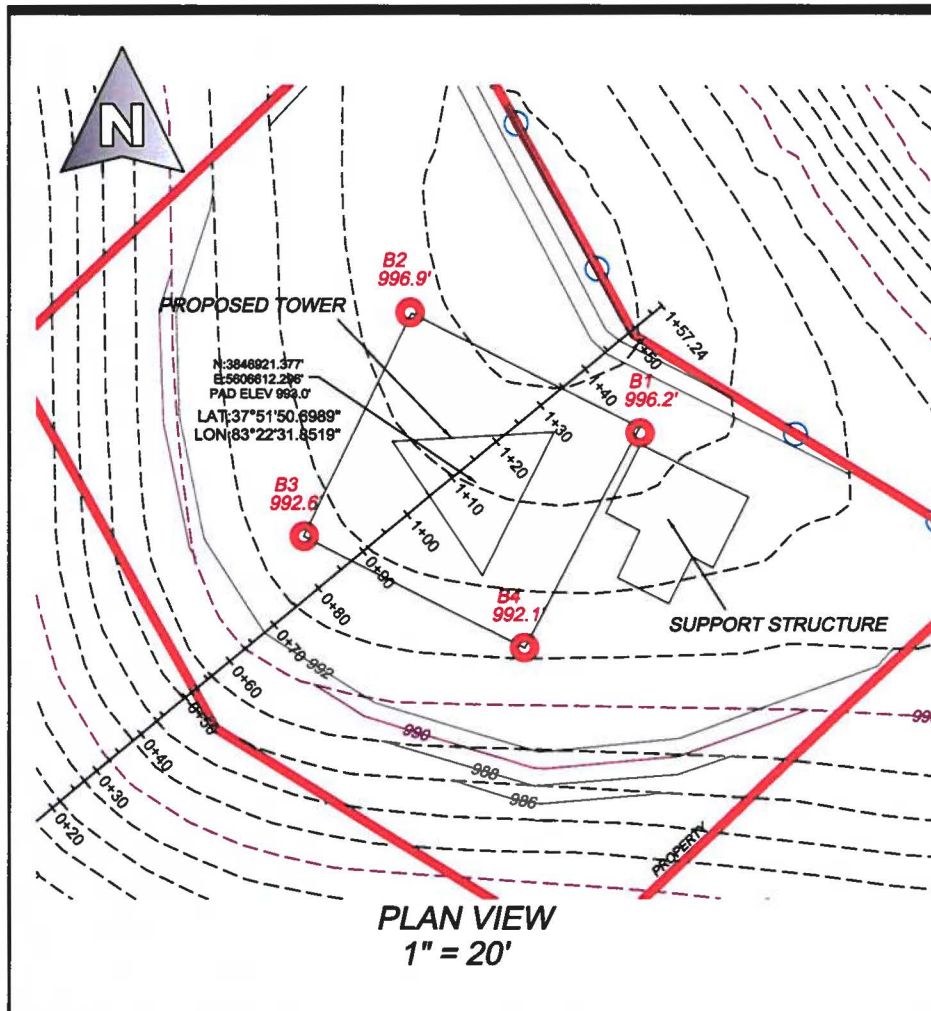 N
B2
996.9'
PROPOSED TOWER
N:3846921.377'
E:5606612.296'
PAD ELEV 993.0'
LAT:37°51'50.6989"
LON:83°22'31.8519"
B1
996.2'
B3
992.6
B4
992.1'
SUPPORT STRUCTURE
1+57.24
1+50
1+40
1+30
1+20
1+10
1+00
0+90
0+80
0+70
0+60
0+50
0+40
0+30
0+20
992
990
988
986
990
PROPERTY
PLAN VIEW
1" = 20'